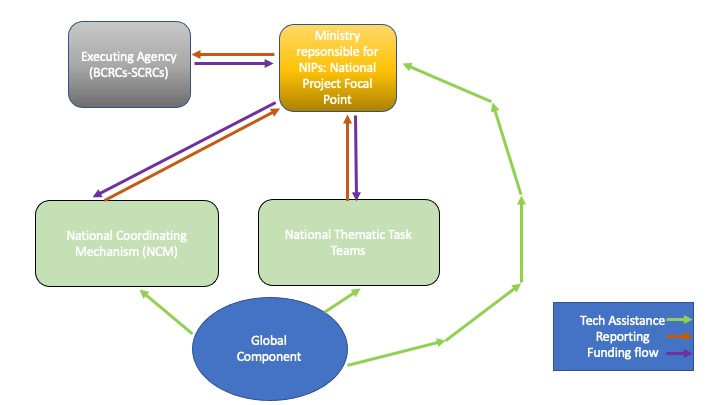 Executing Agency
(BCRCs-SCRCs)
Ministry
repsonsible for
NIPs: National
Project Focal
Point
National Coordinating
Mechanism (NCM)
National Thematic Task
Teams
Global
Component
Tech Assistance
Reporting
Funding flow